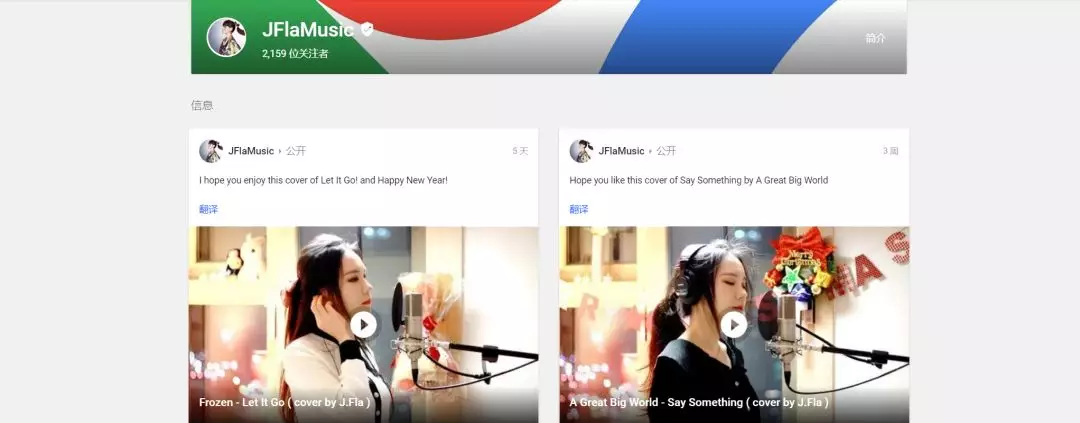 JFlaMusic
2,159 位关注者
简介
信息
JFlaMusic ▸ 公开
5 天
I hope you enjoy this cover of Let It Go! and Happy New Year!
翻译
Frozen - Let It Go ( cover by J.Fla )
JFlaMusic ▸ 公开
3 周
Hope you like this cover of Say Something by A Great Big World
翻译
Merry
Christmas
R
S
MAS
A Great Big World - Say Something ( cover by J.Fla )